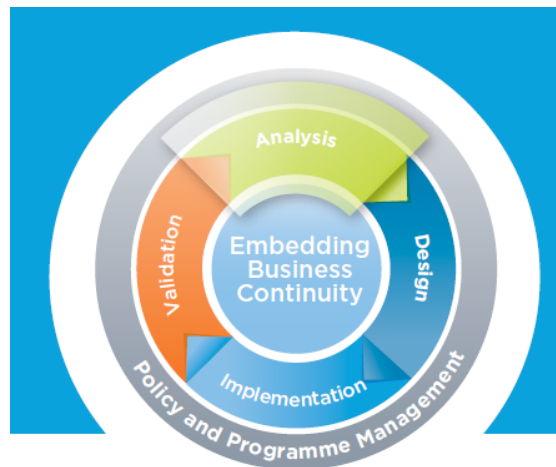 Analysis
Validation
Embedding
Business
Continuity
Design
Implementation
Policy and Programme Management